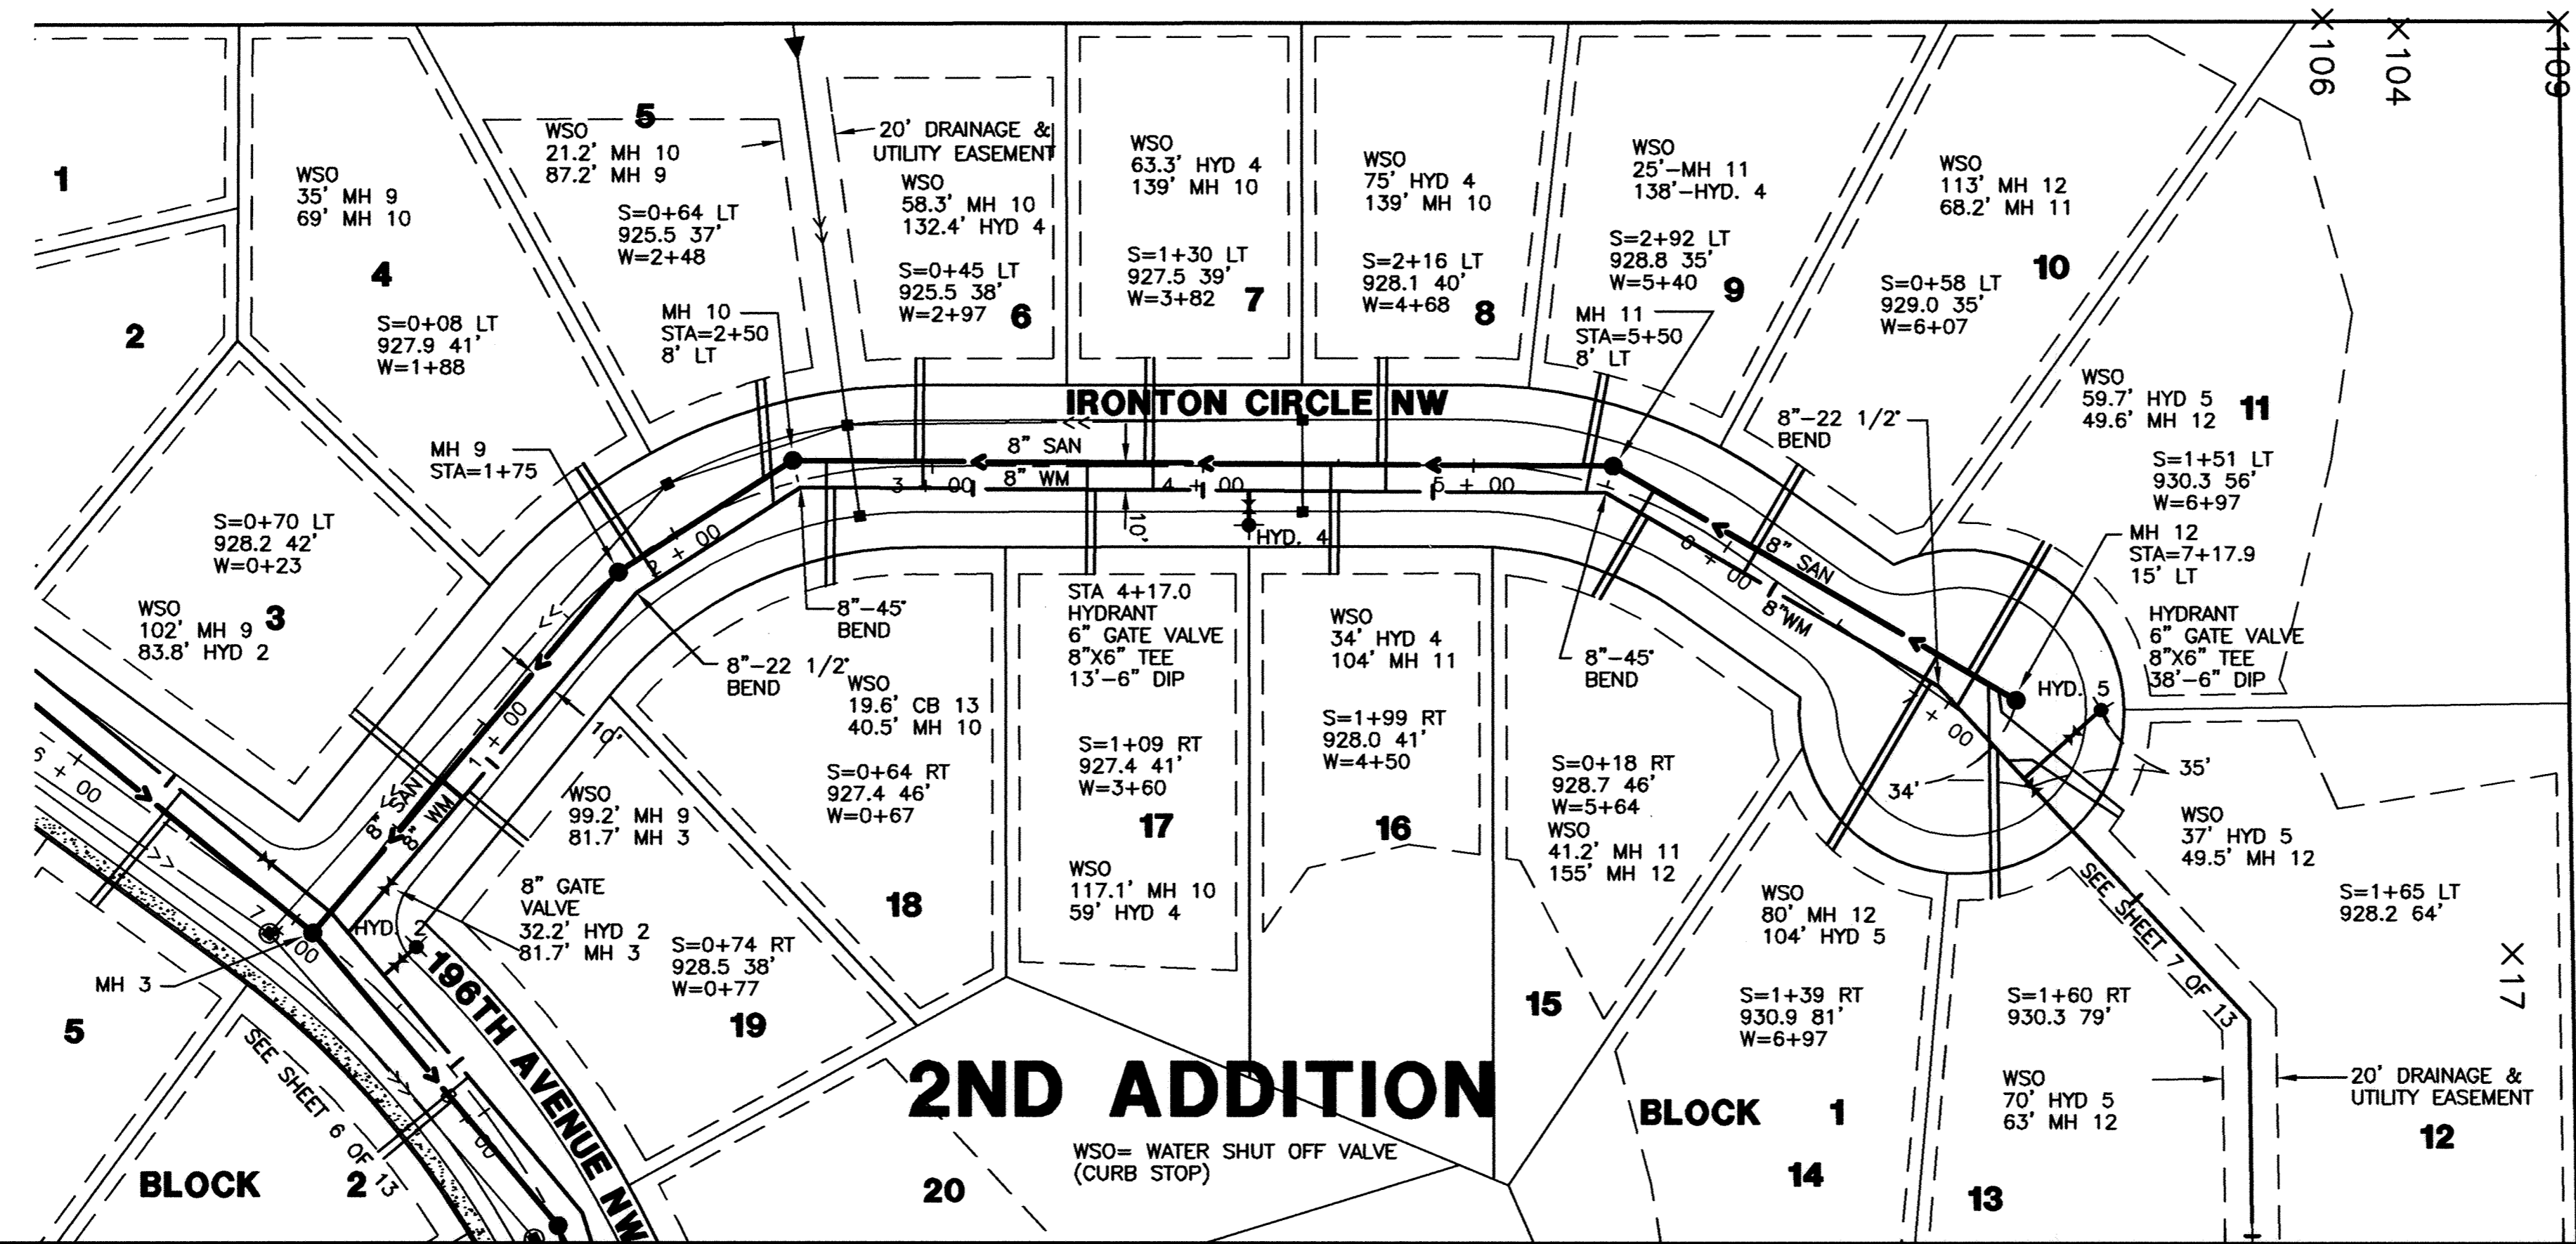 X106
X104
X109
1
2
WSO
35' MH 9
69' MH 10
4
S=0+08 LT
927.9 41'
W=1+88
5
WSO
21.2' MH 10
87.2' MH 9
S=0+64 LT
925.5 37'
W=2+48
MH 10
STA=2+50
8' LT
20' DRAINAGE &
UTILITY EASEMENT
WSO
58.3' MH 10
132.4' HYD 4
S=0+45 LT
925.5 38'
W=2+97
6
WSO
63.3' HYD 4
139' MH 10
S=1+30 LT
927.5 39'
W=3+82
7
WSO
75' HYD 4
139' MH 10
S=2+16 LT
928.1 40'
W=4+68
8
WSO
25'-MH 11
138'-HYD. 4
S=2+92 LT
928.8 35'
W=5+40
9
MH 11
STA=5+50
8' LT
WSO
113' MH 12
68.2' MH 11
10
S=0+58 LT
929.0 35'
W=6+07
8"-22 1/2°
BEND
WSO
59.7' HYD 5
49.6' MH 12
11
S=1+51 LT
930.3 56'
W=6+97
MH 12
STA=7+17.9
15' LT
HYDRANT
6" GATE VALVE
8"X6" TEE
38'-6" DIP
IRONTON CIRCLE NW
MH 9
STA=1+75
8" SAN
8" WM
3+00
4+00
5+00
10'
HYD. 4
2+00
6+00
8" SAN
8"WM
HYD. 5
7+00
34'
35'
S=0+70 LT
928.2 42'
W=0+23
WSO
102' MH 9
83.8' HYD 2
3
8"-45°
BEND
8"-22 1/2°
BEND
1+00
10'
8" SAN
8" WM
6+00
7+00
WSO
19.6' CB 13
40.5' MH 10
S=0+64 RT
927.4 46'
W=0+67
18
STA 4+17.0
HYDRANT
6" GATE VALVE
8"X6" TEE
13'-6" DIP
S=1+09 RT
927.4 41'
W=3+60
17
WSO
117.1' MH 10
59' HYD 4
WSO
34' HYD 4
104' MH 11
S=1+99 RT
928.0 41'
W=4+50
16
8"-45°
BEND
S=0+18 RT
928.7 46'
W=5+64
WSO
41.2' MH 11
155' MH 12
15
WSO
99.2' MH 9
81.7' MH 3
8" GATE
VALVE
32.2' HYD 2
81.7' MH 3
HYD. 2
S=0+74 RT
928.5 38'
W=0+77
19
MH 3
196TH AVENUE NW
5
SEE SHEET 6 OF 13
BLOCK 2
+00
20
2ND ADDITION
WSO= WATER SHUT OFF VALVE
(CURB STOP)
WSO
80' MH 12
104' HYD 5
S=1+39 RT
930.9 81'
W=6+97
BLOCK 1
14
S=1+60 RT
930.3 79'
WSO
70' HYD 5
63' MH 12
13
SEE SHEET 7 OF 13
WSO
37' HYD 5
49.5' MH 12
S=1+65 LT
928.2 64'
X17
20' DRAINAGE &
UTILITY EASEMENT
12